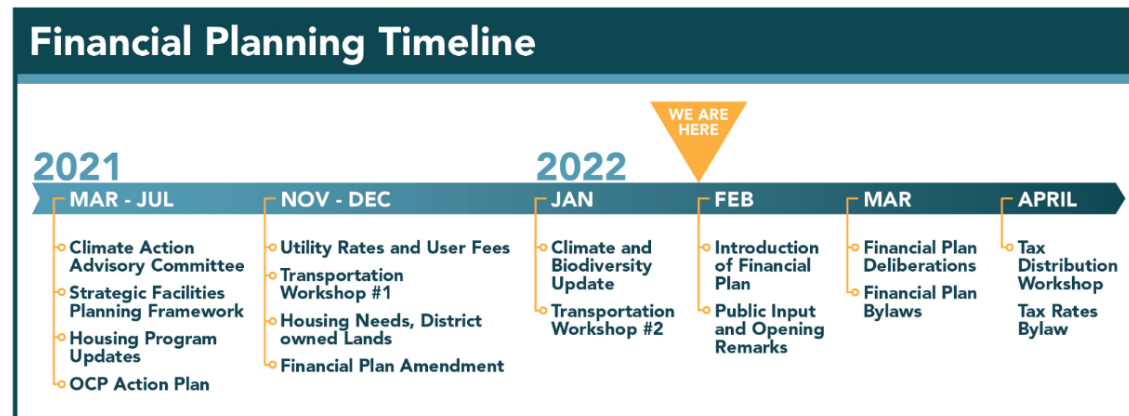 Financial Planning Timeline
WE ARE
HERE
2021
2022
MAR - JUL
NOV - DEC
JAN
FEB
MAR
APRIL
Climate Action
Advisory Committee
Strategic Facilities
Planning Framework
Housing Program
Updates
OCP Action Plan
Utility Rates and User Fees
Transportation
Workshop #1
Housing Needs, District
owned Lands
Financial Plan Amendment
Climate and
Biodiversity
Update
Transportation
Workshop #2
Introduction
of Financial
Plan
Public Input
and Opening
Remarks
Financial Plan
Deliberations
Financial Plan
Bylaws
Tax
Distribution
Workshop
Tax Rates
Bylaw